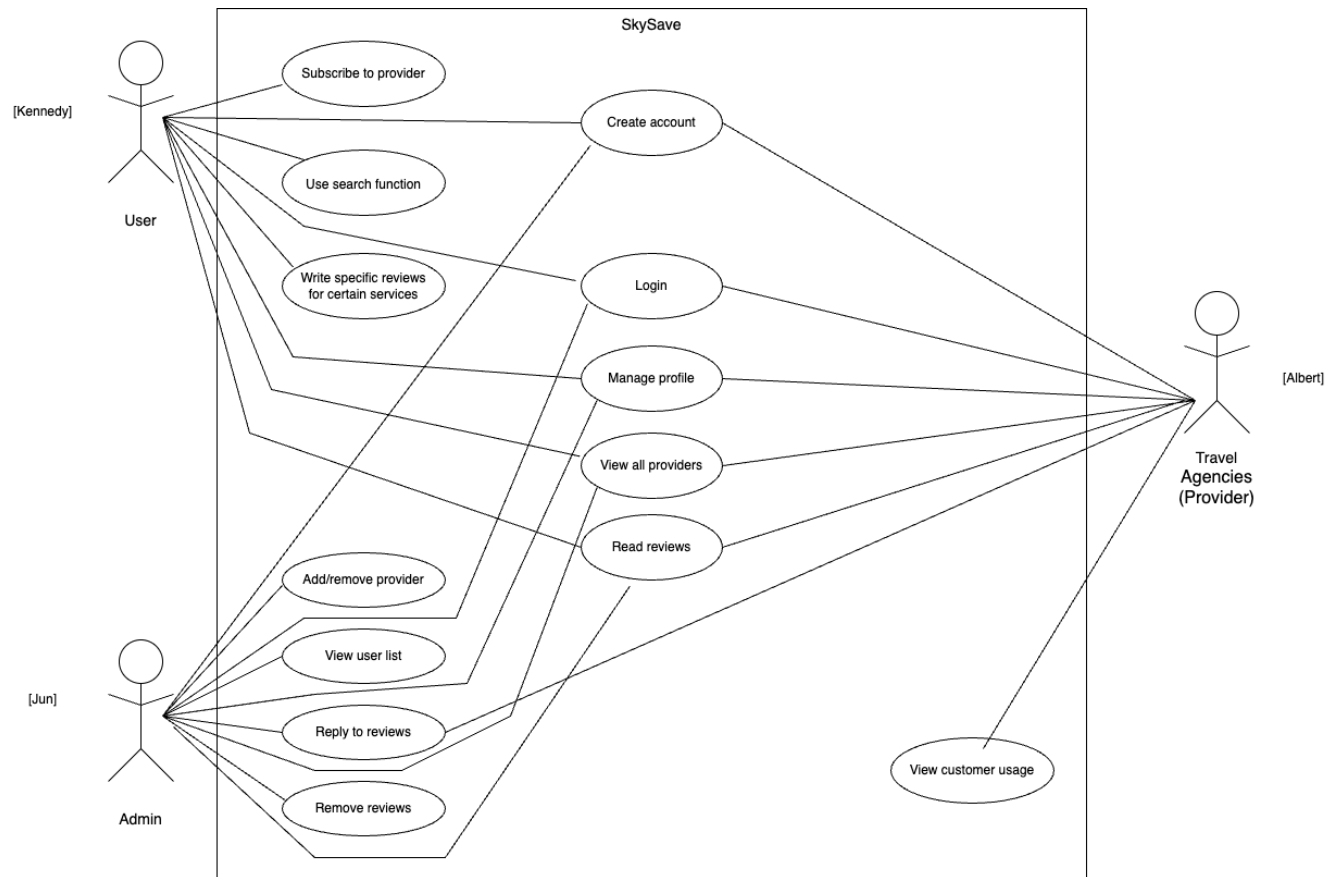 SkySave
Subscribe to provider
[Kennedy]
Create account
Use search function
User
Write specific reviews
for certain services
Login
Manage profile
[Albert]
View all providers
Travel
Agencies
(Provider)
Read reviews
Add/remove provider
View user list
[Jun]
Reply to reviews
View customer usage
Remove reviews
Admin